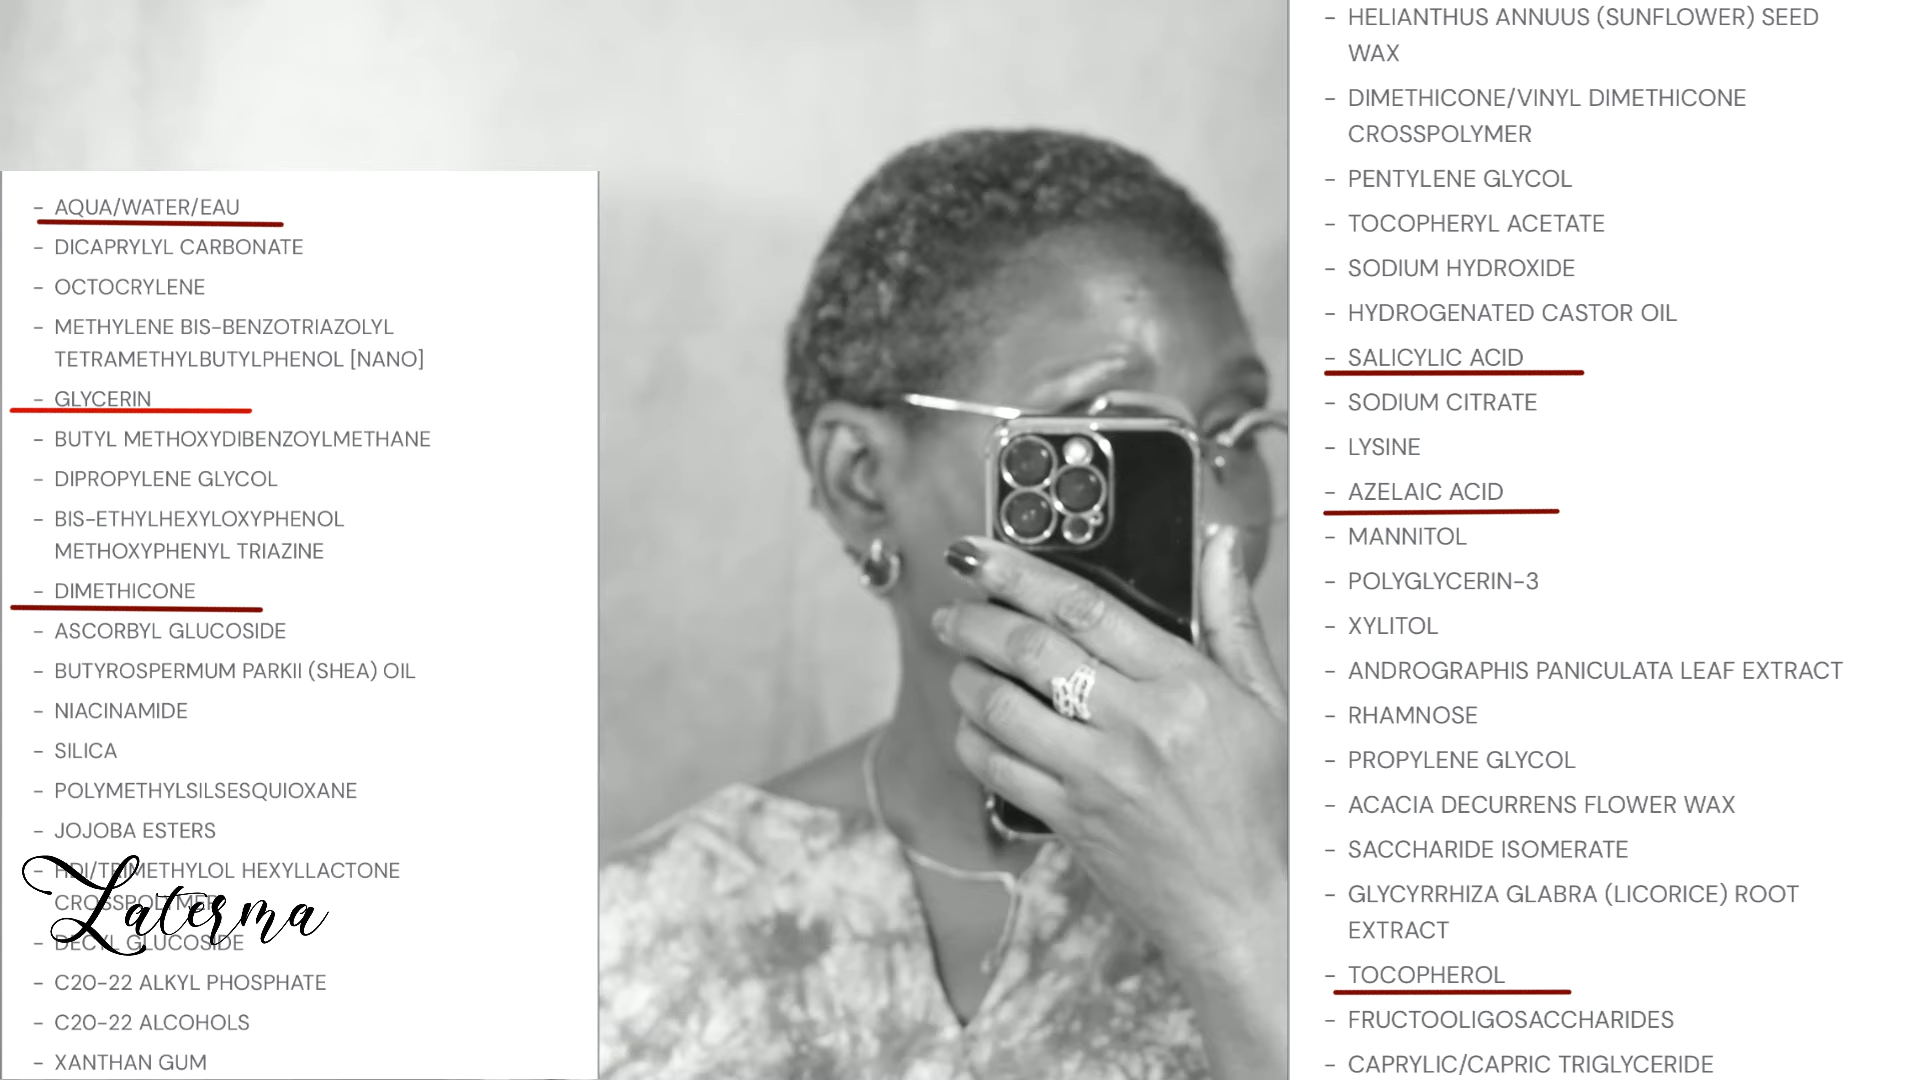 - AQUA/WATER/EAU
- DICAPRYLYL CARBONATE
- OCTOCRYLENE
- METHYLENE BIS-BENZOTRIAZOLYL
TETRAMETHYLBUTYLPHENOL [NANO]
- GLYCERIN
- BUTYL METHOXYDIBENZOYLMETHANE
- DIPROPYLENE GLYCOL
- BIS-ETHYLHEXYLOXYPHENOL
METHOXYPHENYL TRIAZINE
- DIMETHICONE
- ASCORBYL GLUCOSIDE
- BUTYROSPERMUM PARKII (SHEA) OIL
- NIACINAMIDE
- SILICA
- POLYMETHYLSILSESQUIOXANE
- JOJOBA ESTERS
- HDI/TRIMETHYLOL HEXYLLACTONE
CROSSPOLYMER
Laterma
- DECYL GLUCOSIDE
- C20-22 ALKYL PHOSPHATE
- C20-22 ALCOHOLS
- XANTHAN GUM
- HELIANTHUS ANNUUS (SUNFLOWER) SEED
WAX
- DIMETHICONE/VINYL DIMETHICONE
CROSSPOLYMER
- PENTYLENE GLYCOL
- TOCOPHERYL ACETATE
- SODIUM HYDROXIDE
- HYDROGENATED CASTOR OIL
- SALICYLIC ACID
- SODIUM CITRATE
- LYSINE
- AZELAIC ACID
- MANNITOL
- POLYGLYCERIN-3
- XYLITOL
- ANDROGRAPHIS PANICULATA LEAF EXTRACT
- RHAMNOSE
- PROPYLENE GLYCOL
- ACACIA DECURRENS FLOWER WAX
- SACCHARIDE ISOMERATE
- GLYCYRRHIZA GLABRA (LICORICE) ROOT
EXTRACT
- TOCOPHEROL
- FRUCTOOLIGOSACCHARIDES
- CAPRYLIC/CAPRIC TRIGLYCERIDE